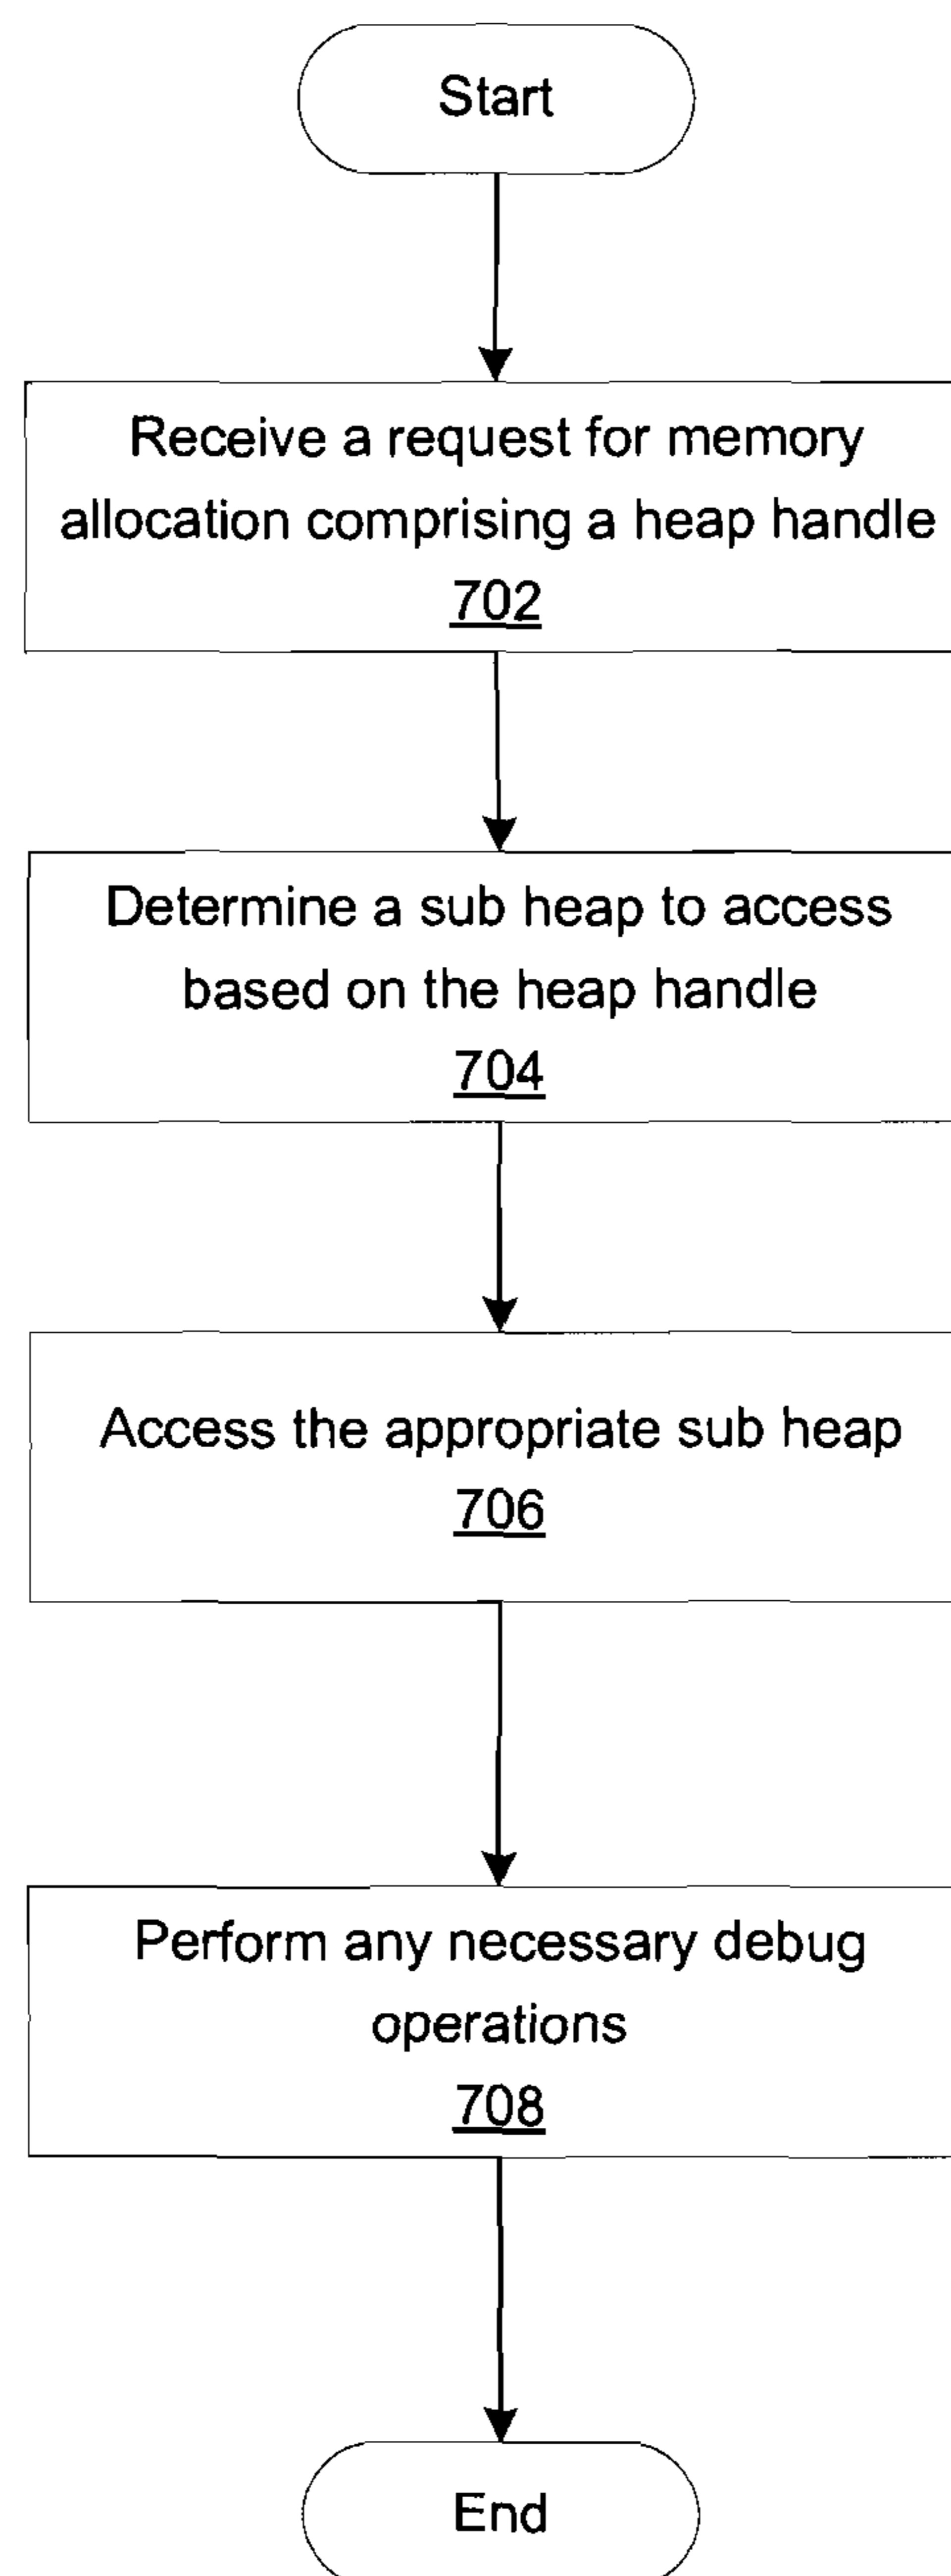 Start
Receive a request for memory
allocation comprising a heap handle
702
Determine a sub heap to access
based on the heap handle
704
Access the appropriate sub heap
706
Perform any necessary debug
operations
708
End